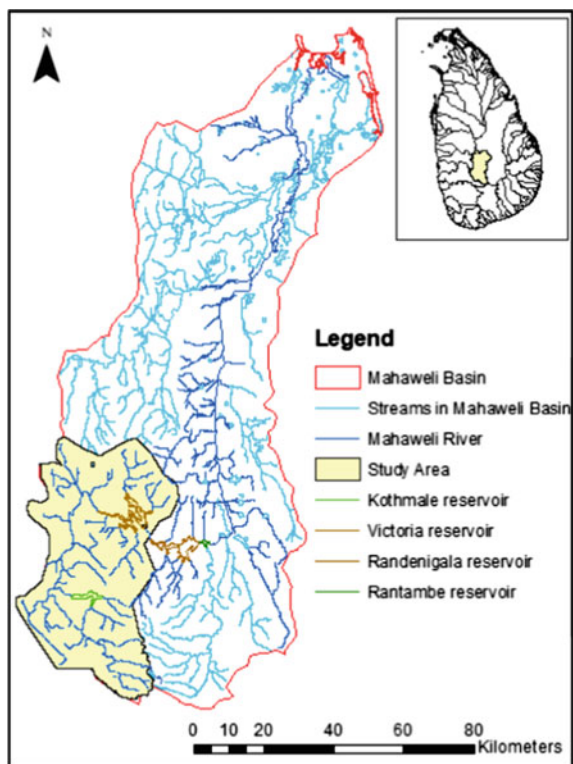 N
Legend
Mahaweli Basin
Streams in Mahaweli Basin
Mahaweli River
Study Area
Kothmale reservoir
Victoria reservoir
Randenigala reservoir
Rantambe reservoir
0 10 20 40 60 80
Kilometers